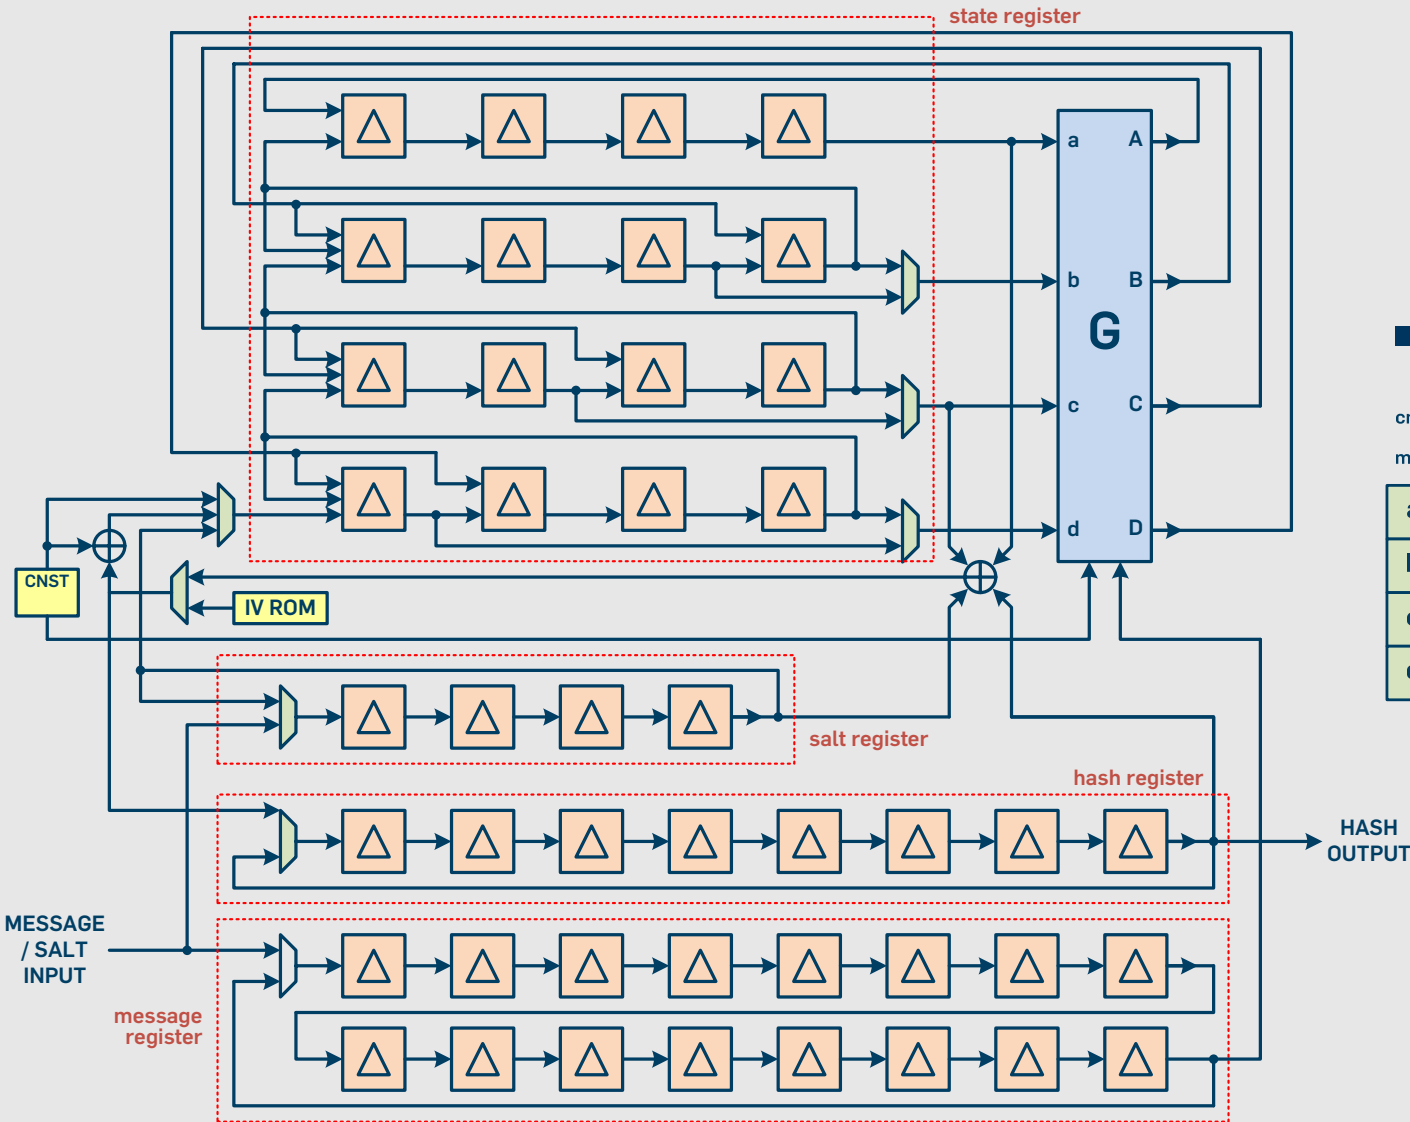 state register
a A
b B
G
c C
d D
CNST
IV ROM
salt register
hash register
HASH
OUTPUT
MESSAGE
/ SALT
INPUT
message
register